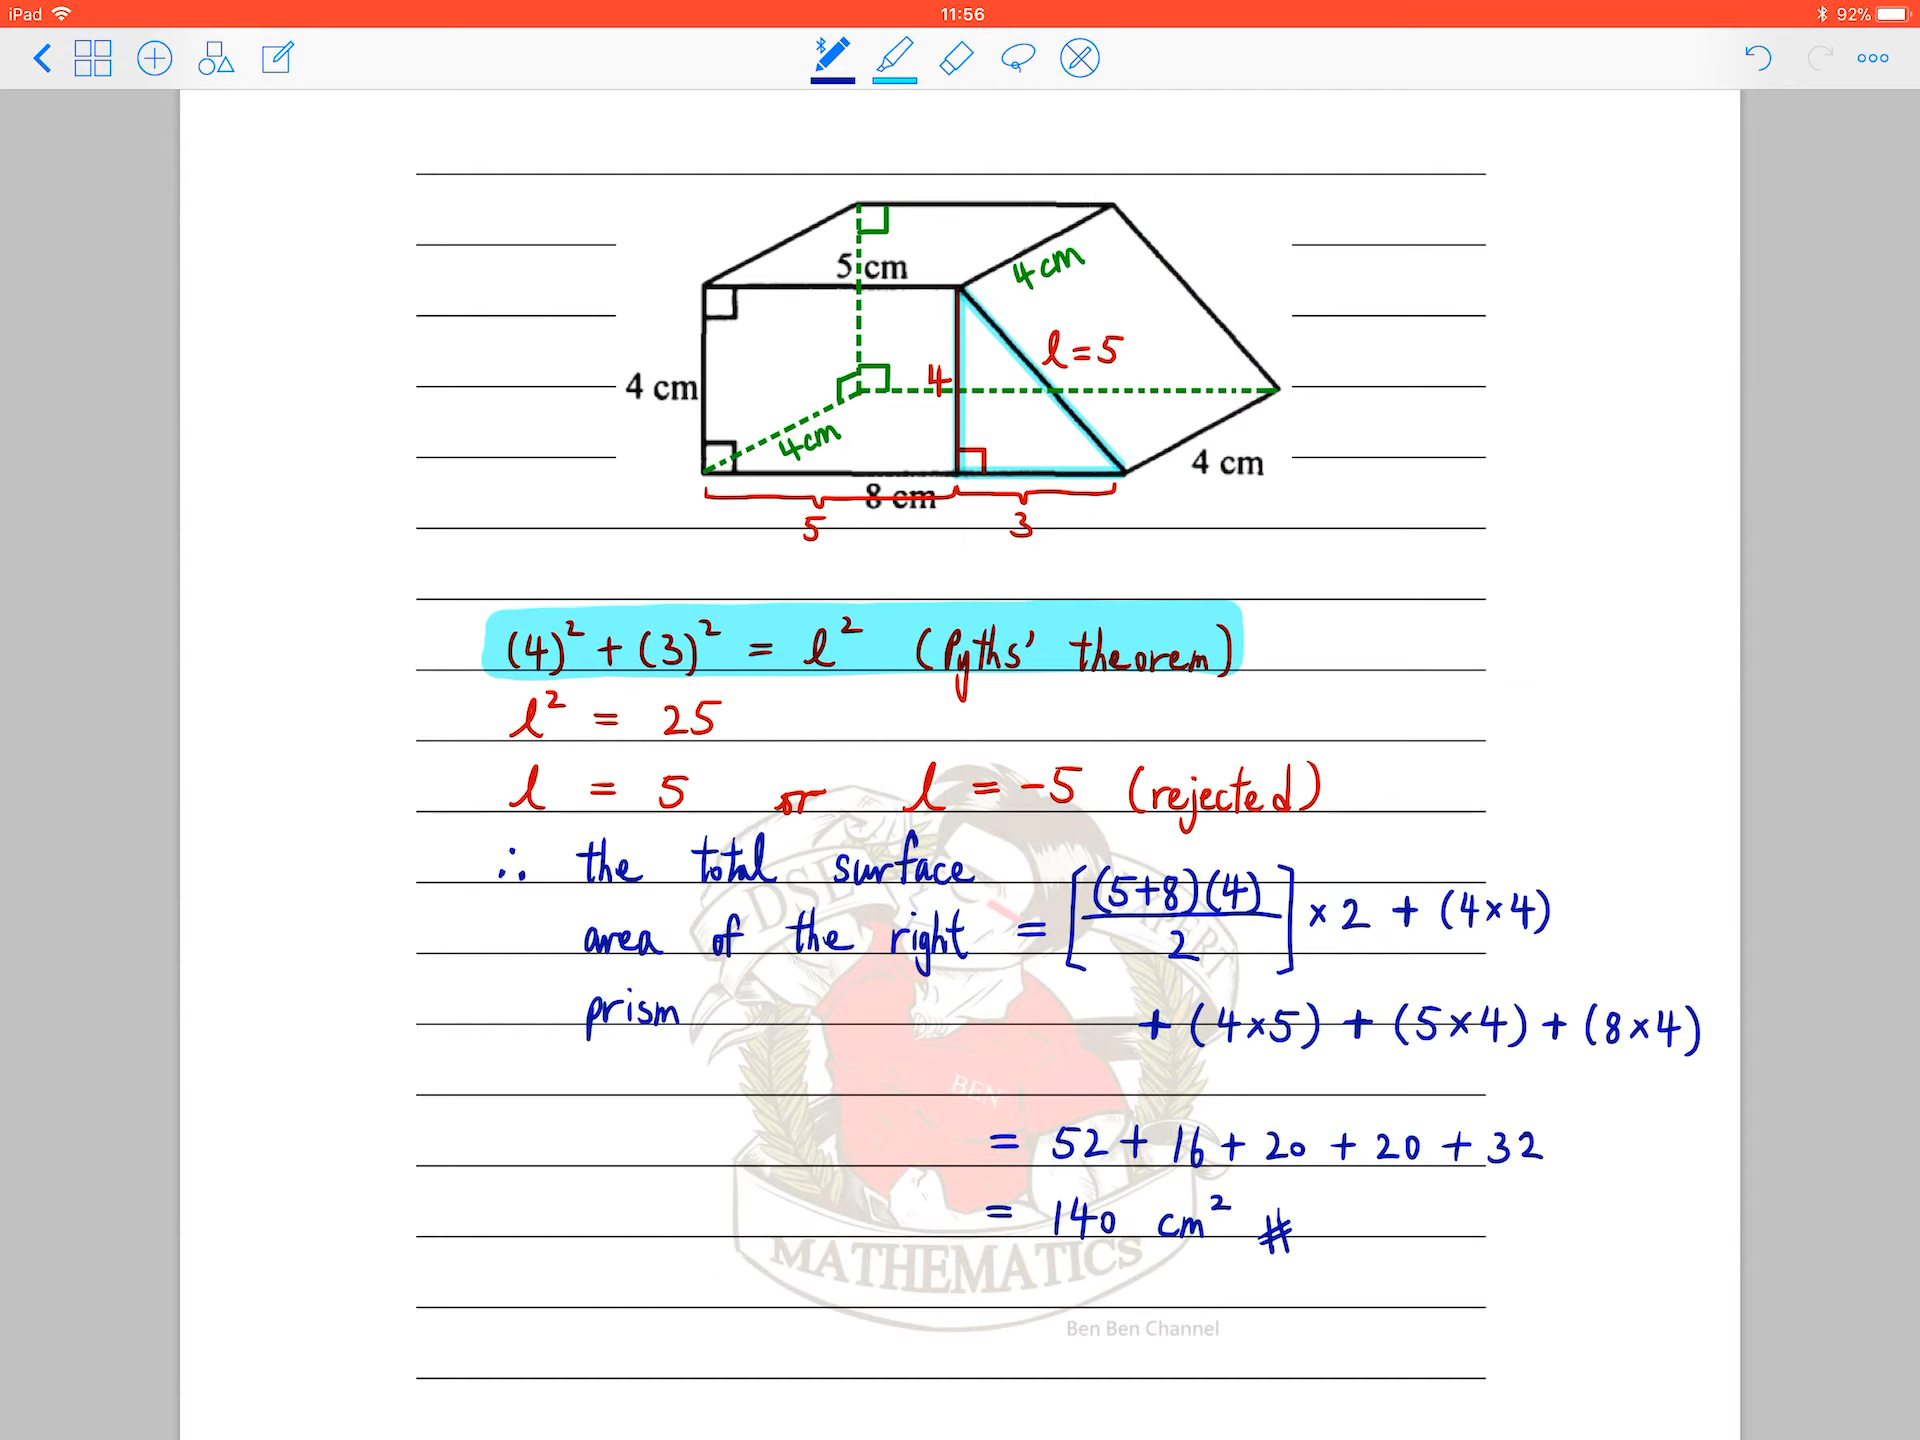 iPad 11:56 92%
5 cm
4 cm
l = 5
4 cm
4
4 cm
4 cm
8 cm
5 3
(4)² + (3)² = l² (Pyths' theorem)
l² = 25
l = 5 or l = -5 (rejected)
∴ the total surface
area of the right = [(5+8)(4)/2] × 2 + (4×4)
prism + (4×5) + (5×4) + (8×4)
= 52 + 16 + 20 + 20 + 32
= 140 cm² #
DSE EXPERT
BEN
MATHEMATICS
Ben Ben Channel